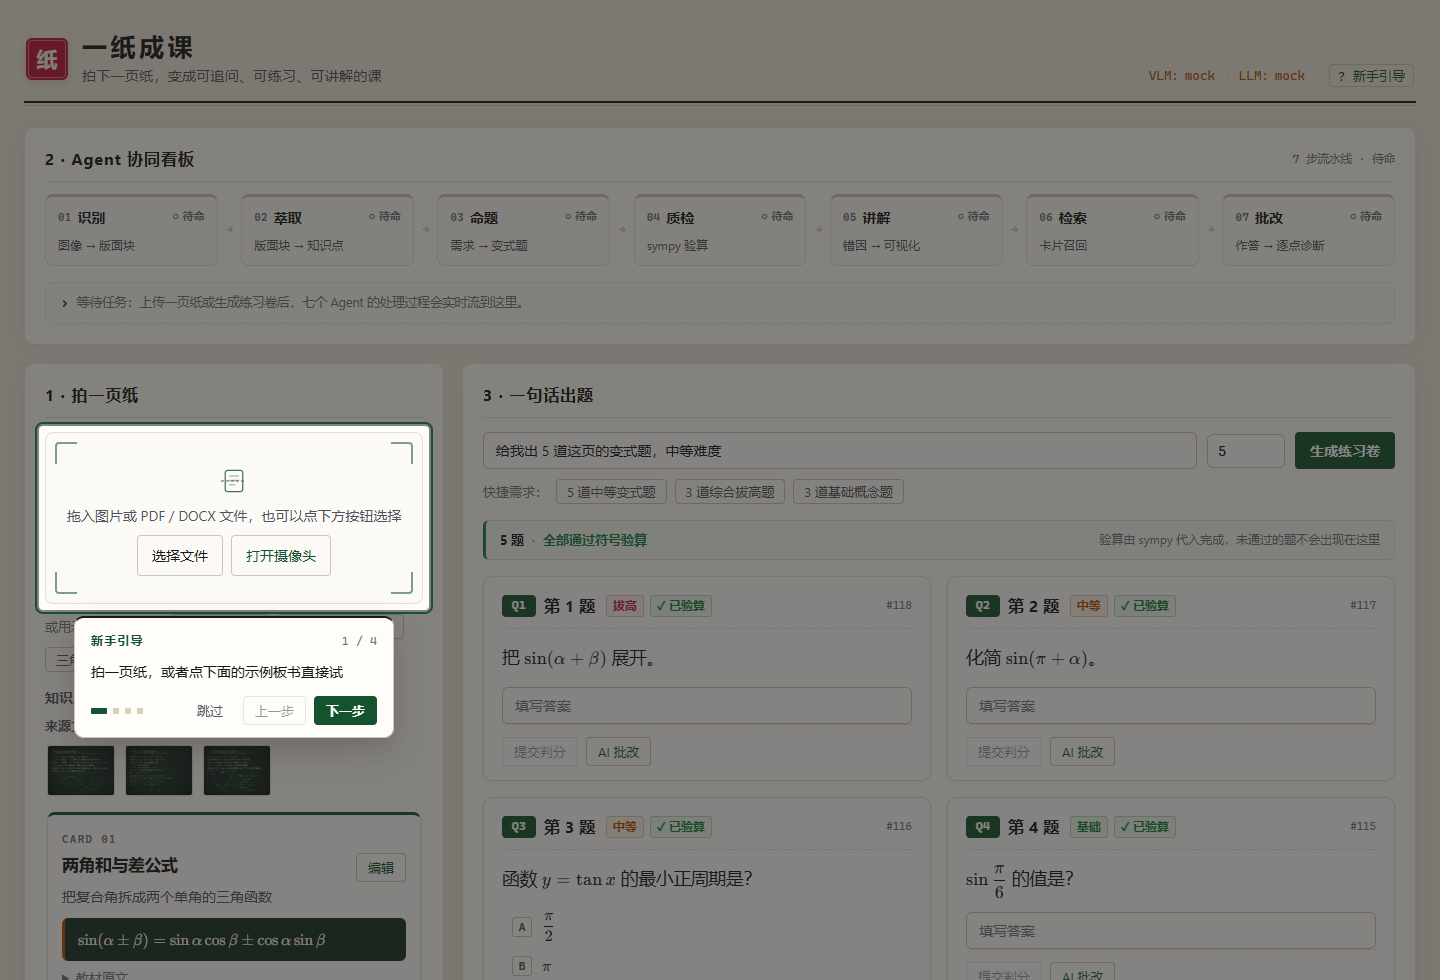 纸
一纸成课
拍下一页纸，变成可追问、可练习、可讲解的课
VLM: mock · LLM: mock · ? 新手引导
2 · Agent 协同看板
7 步流水线 · 待命
01 识别 待命
图像 → 版面块
02 萃取 待命
版面块 → 知识点
03 命题 待命
需求 → 变式题
04 质检 待命
sympy 验算
05 讲解 待命
错因 → 可视化
06 检索 待命
卡片召回
07 批改 待命
作答 → 逐点诊断
› 等待任务：上传一页纸或生成练习卷后，七个 Agent 的处理过程会实时流到这里。
1 · 拍一页纸
拖入图片或 PDF / DOCX 文件，也可以点下方按钮选择
选择文件 打开摄像头
或用
三
新手引导 1 / 4
拍一页纸，或者点下面的示例板书直接试
跳过 上一步 下一步
知识
来源
CARD 01
两角和与差公式 编辑
把复合角拆成两个单角的三角函数
sin(α ± β) = sin α cos β ± cos α sin β
▶ 教材原文
3 · 一句话出题
给我出 5 道这页的变式题，中等难度 5 生成练习卷
快捷需求： 5 道中等变式题 3 道综合拔高题 3 道基础概念题
5 题 · 全部通过符号验算 验算由 sympy 代入完成，未通过的题不会出现在这里
Q1 第 1 题 拔高 ✓ 已验算 #118
把 sin(α + β) 展开。
填写答案
提交判分 AI 批改
Q2 第 2 题 中等 ✓ 已验算 #117
化简 sin(π + α)。
填写答案
提交判分 AI 批改
Q3 第 3 题 中等 ✓ 已验算 #116
函数 y = tan x 的最小正周期是?
A π/2
B π
Q4 第 4 题 基础 ✓ 已验算 #115
sin π/6 的值是?
填写答案
提交判分 AI 批改